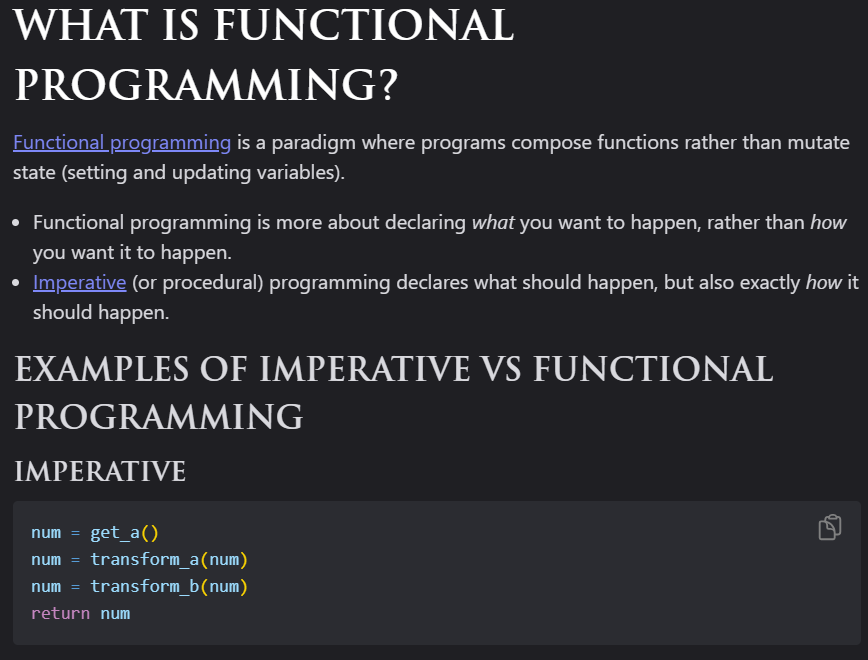 WHAT IS FUNCTIONAL
PROGRAMMING?
Functional programming is a paradigm where programs compose functions rather than mutate
state (setting and updating variables).
• Functional programming is more about declaring what you want to happen, rather than how
you want it to happen.
• Imperative (or procedural) programming declares what should happen, but also exactly how it
should happen.
EXAMPLES OF IMPERATIVE VS FUNCTIONAL
PROGRAMMING
IMPERATIVE
num = get_a()
num = transform_a(num)
num = transform_b(num)
return num